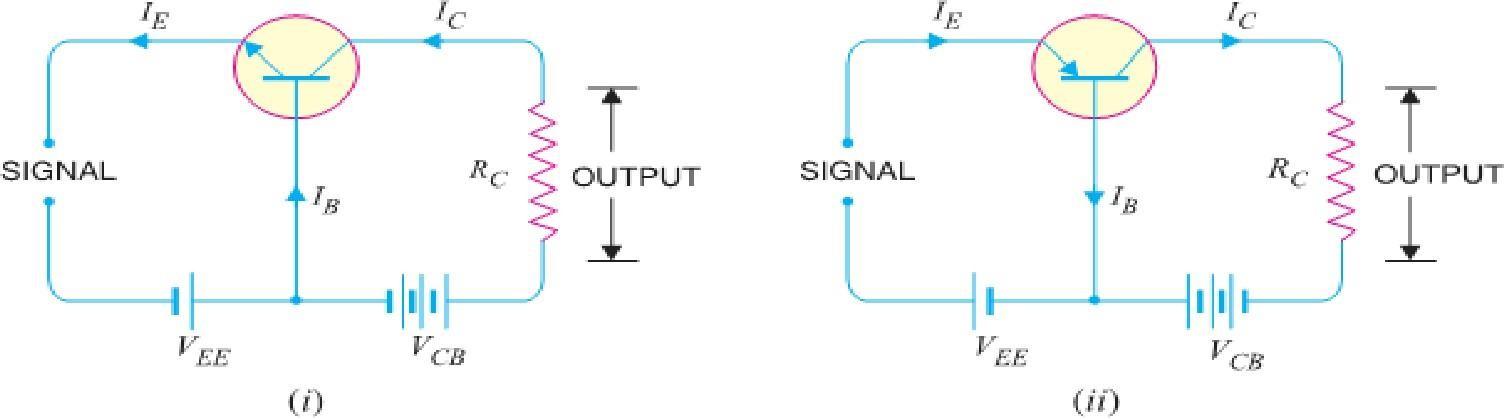 I_E I_C I_E I_C
SIGNAL R_C OUTPUT SIGNAL R_C OUTPUT
I_B I_B
V_EE V_CB V_EE V_CB
(i) (ii)